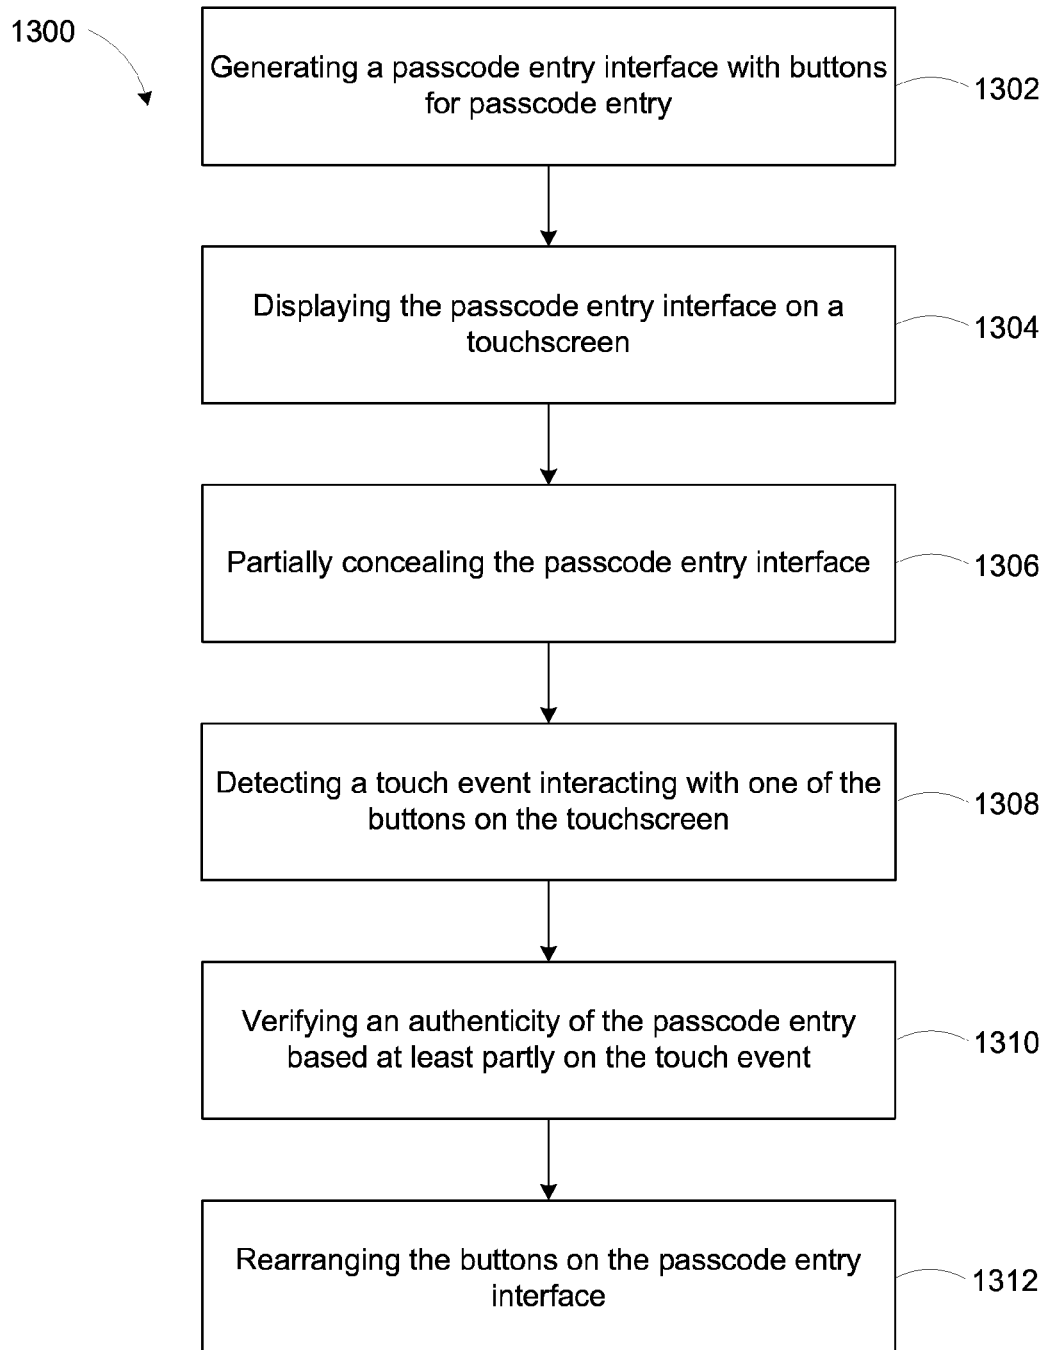 1300
Generating a passcode entry interface with buttons
for passcode entry
1302
Displaying the passcode entry interface on a
touchscreen
1304
Partially concealing the passcode entry interface
1306
Detecting a touch event interacting with one of the
buttons on the touchscreen
1308
Verifying an authenticity of the passcode entry
based at least partly on the touch event
1310
Rearranging the buttons on the passcode entry
interface
1312